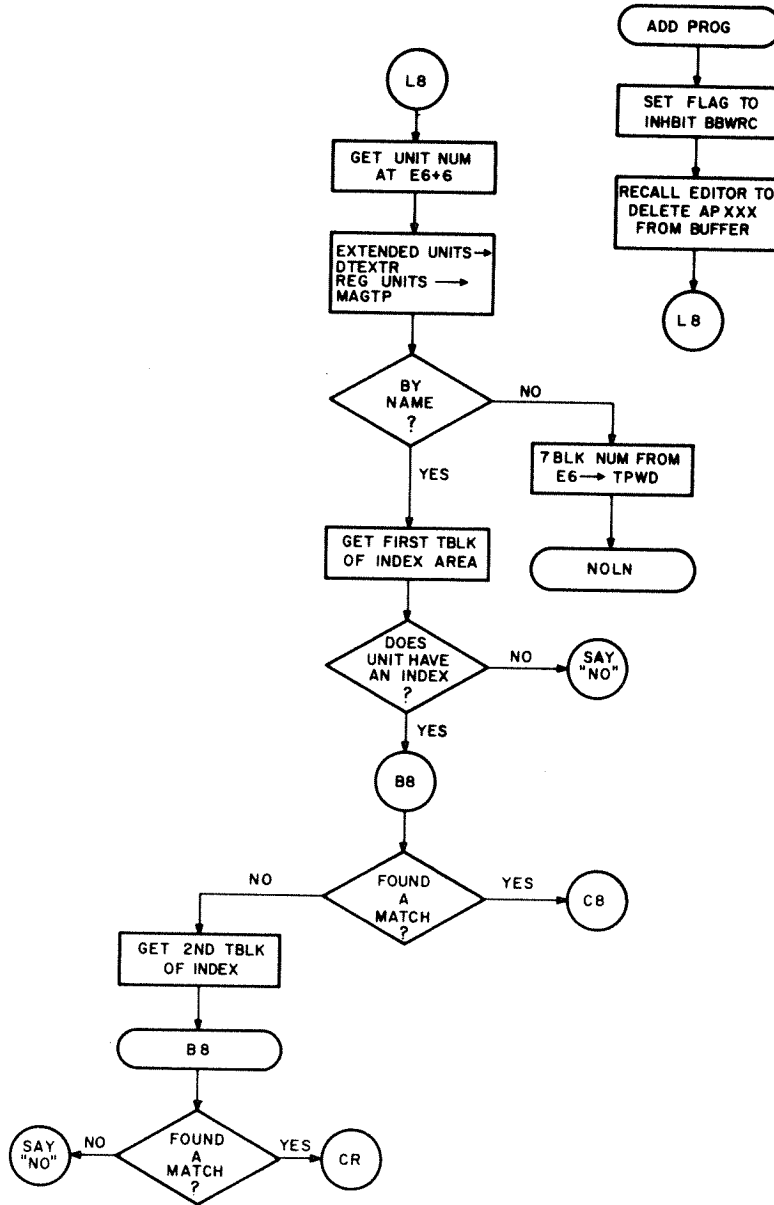 ADD PROG
SET FLAG TO
INHBIT BBWRC
RECALL EDITOR TO
DELETE AP XXX
FROM BUFFER
L8
L8
GET UNIT NUM
AT E6+6
EXTENDED UNITS→
DTEXTR
REG UNITS →
MAGTP
BY
NAME
?
NO
YES
7 BLK NUM FROM
E6→ TPWD
NOLN
GET FIRST TBLK
OF INDEX AREA
DOES
UNIT HAVE
AN INDEX
?
NO
SAY
"NO"
YES
B8
FOUND
A
MATCH
?
NO
YES
C8
GET 2ND TBLK
OF INDEX
B8
FOUND
A
MATCH
?
NO
SAY
"NO"
YES
CR